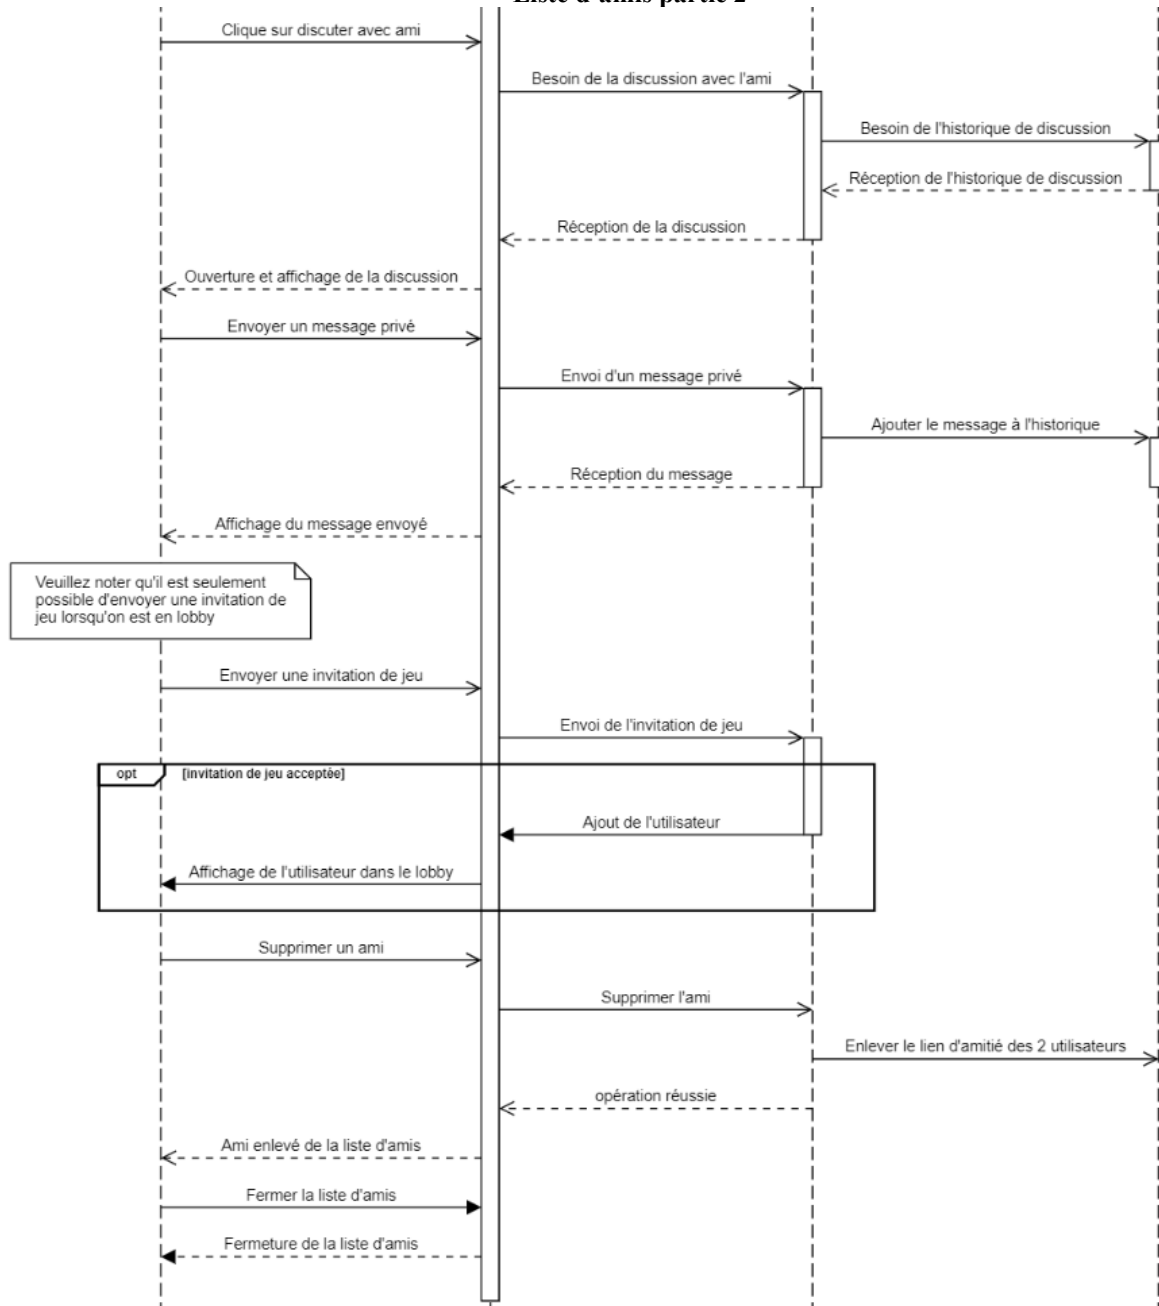 Liste d'amis partie 2
Clique sur discuter avec ami
Besoin de la discussion avec l'ami
Besoin de l'historique de discussion
Réception de l'historique de discussion
Réception de la discussion
Ouverture et affichage de la discussion
Envoyer un message privé
Envoi d'un message privé
Ajouter le message à l'historique
Réception du message
Affichage du message envoyé
Veuillez noter qu'il est seulement
possible d'envoyer une invitation de
jeu lorsqu'on est en lobby
Envoyer une invitation de jeu
Envoi de l'invitation de jeu
opt [invitation de jeu acceptée]
Ajout de l'utilisateur
Affichage de l'utilisateur dans le lobby
Supprimer un ami
Supprimer l'ami
Enlever le lien d'amitié des 2 utilisateurs
opération réussie
Ami enlevé de la liste d'amis
Fermer la liste d'amis
Fermeture de la liste d'amis